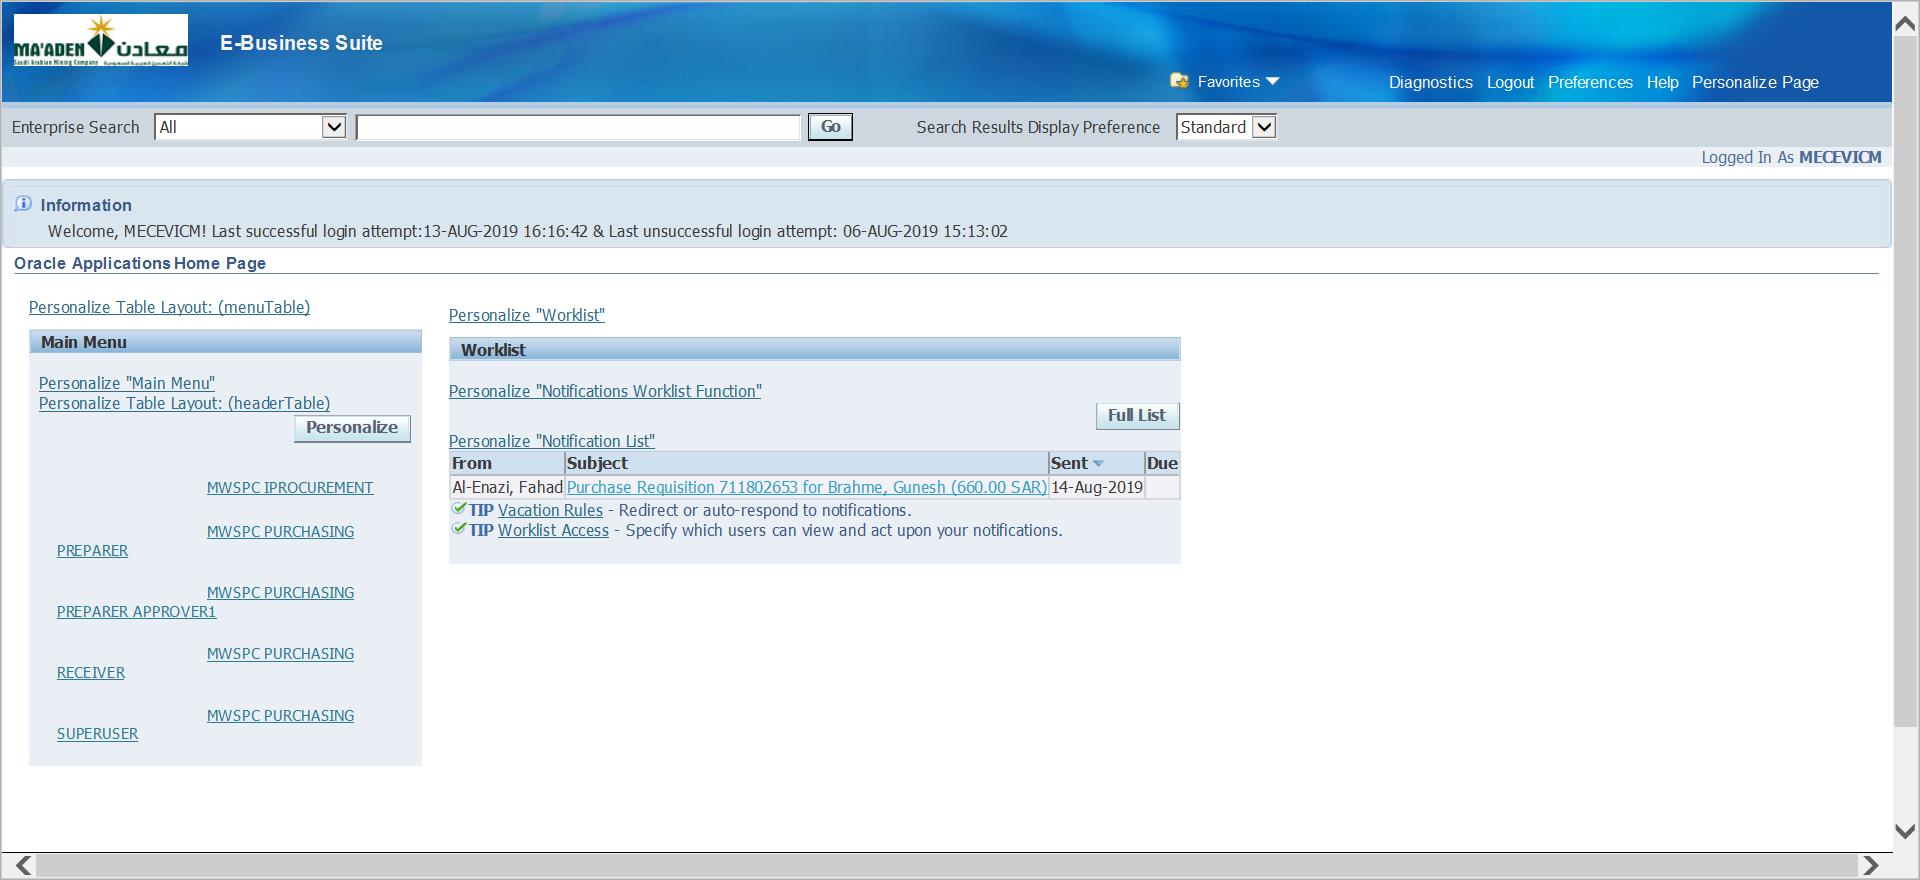 MA'ADEN معادن
Saudi Arabian Mining Company
E-Business Suite
Favorites
Diagnostics Logout Preferences Help Personalize Page
Enterprise Search All Go Search Results Display Preference Standard
Logged In As MECEVICM
Information
Welcome, MECEVICM! Last successful login attempt:13-AUG-2019 16:16:42 & Last unsuccessful login attempt: 06-AUG-2019 15:13:02
Oracle Applications Home Page
Personalize Table Layout: (menuTable)
Main Menu
Personalize "Main Menu"
Personalize Table Layout: (headerTable)
Personalize
MWSPC IPROCUREMENT
MWSPC PURCHASING
PREPARER
MWSPC PURCHASING
PREPARER APPROVER1
MWSPC PURCHASING
RECEIVER
MWSPC PURCHASING
SUPERUSER
Personalize "Worklist"
Worklist
Personalize "Notifications Worklist Function"
Full List
Personalize "Notification List"
From Subject Sent Due
Al-Enazi, Fahad Purchase Requisition 711802653 for Brahme, Gunesh (660.00 SAR) 14-Aug-2019
TIP Vacation Rules - Redirect or auto-respond to notifications.
TIP Worklist Access - Specify which users can view and act upon your notifications.